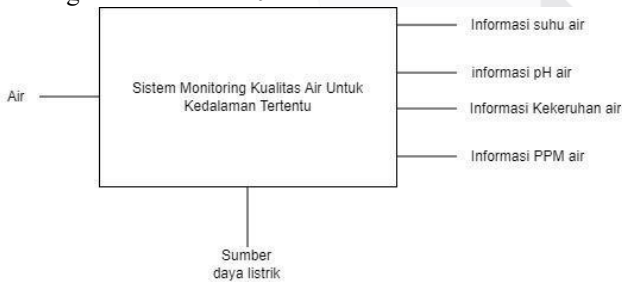 Informasi suhu air
informasi pH air
Sistem Monitoring Kualitas Air Untuk
Kedalaman Tertentu
Air
Informasi Kekeruhan air
Informasi PPM air
Sumber
daya listrik